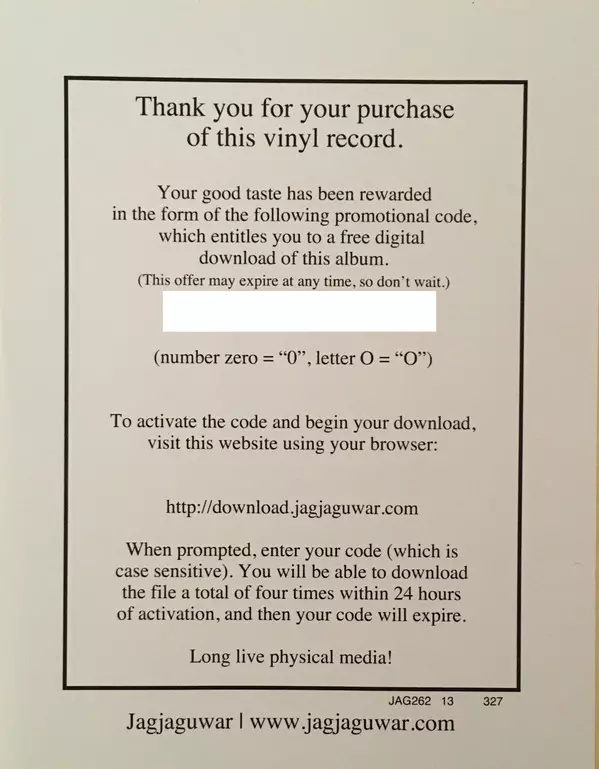 Thank you for your purchase
of this vinyl record.
Your good taste has been rewarded
in the form of the following promotional code,
which entitles you to a free digital
download of this album.
(This offer may expire at any time, so don't wait.)
(number zero = “0”, letter O = “O”)
To activate the code and begin your download,
visit this website using your browser:
http://download.jagjaguwar.com
When prompted, enter your code (which is
case sensitive). You will be able to download
the file a total of four times within 24 hours
of activation, and then your code will expire.
Long live physical media!
JAG262 13 327
Jagjaguwar | www.jagjaguwar.com